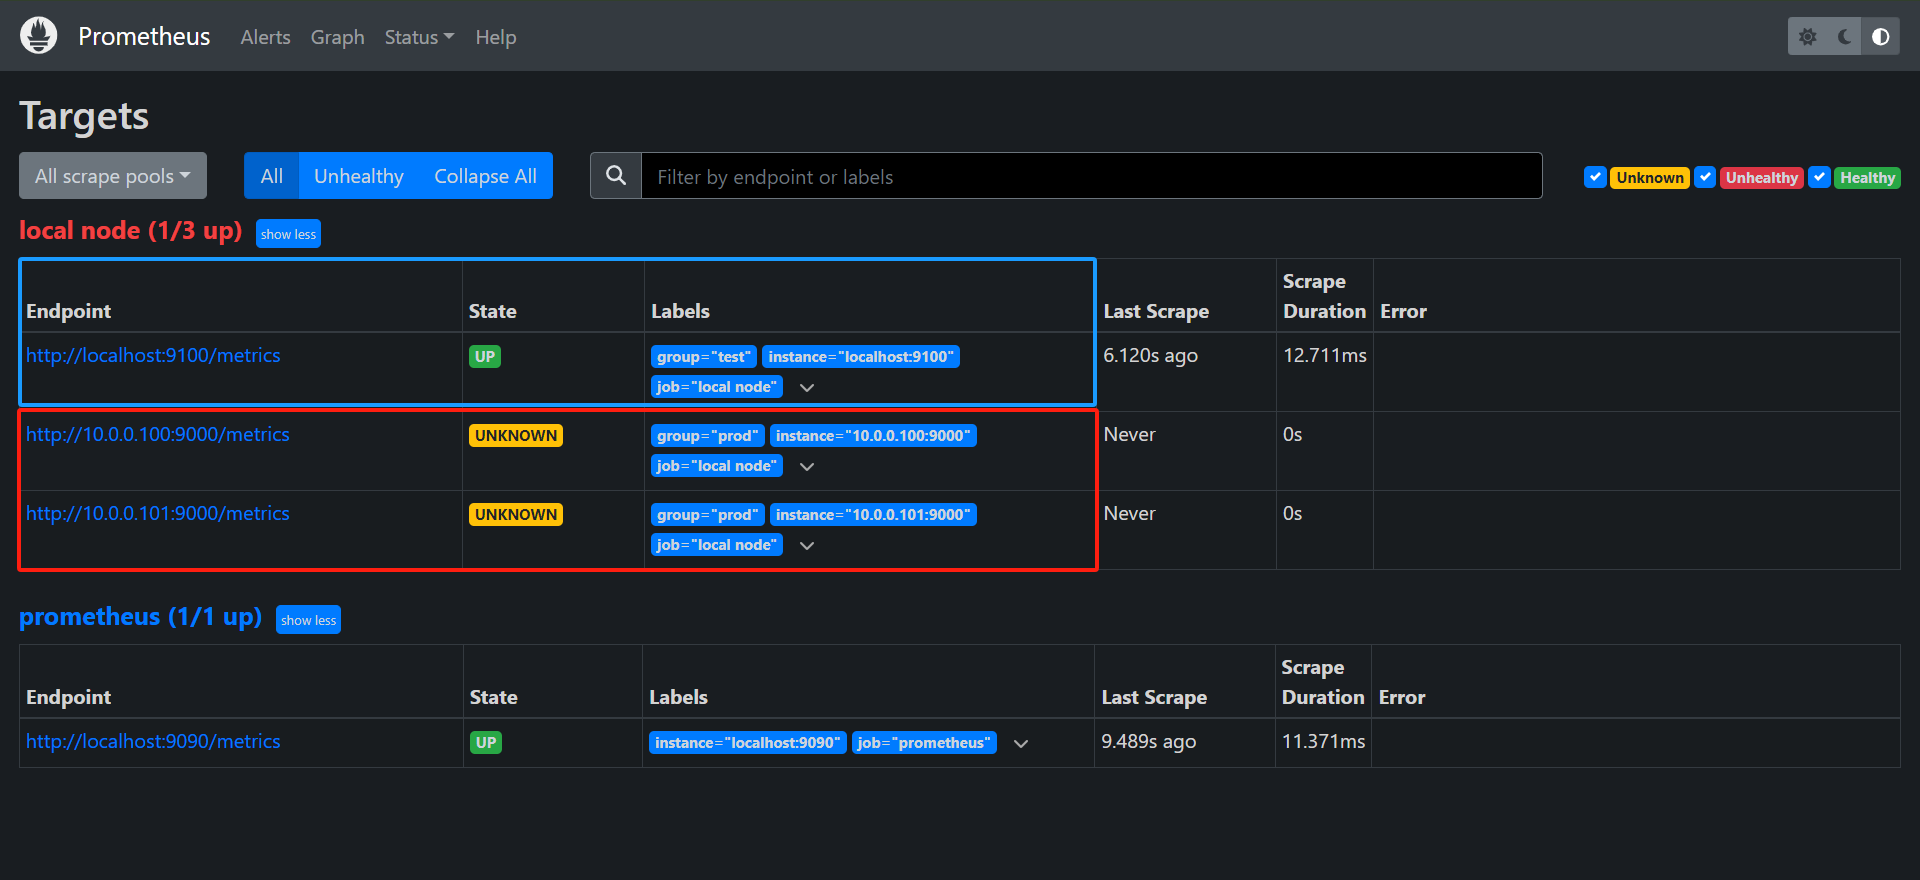 Prometheus Alerts Graph Status Help
Targets
All scrape pools All Unhealthy Collapse All Filter by endpoint or labels Unknown Unhealthy Healthy
local node (1/3 up) show less
Endpoint State Labels Last Scrape Scrape Duration Error
http://localhost:9100/metrics UP group="test" instance="localhost:9100" 6.120s ago 12.711ms
job="local node"
http://10.0.0.100:9000/metrics UNKNOWN group="prod" instance="10.0.0.100:9000" Never 0s
job="local node"
http://10.0.0.101:9000/metrics UNKNOWN group="prod" instance="10.0.0.101:9000" Never 0s
job="local node"
prometheus (1/1 up) show less
Endpoint State Labels Last Scrape Scrape Duration Error
http://localhost:9090/metrics UP instance="localhost:9090" job="prometheus" 9.489s ago 11.371ms